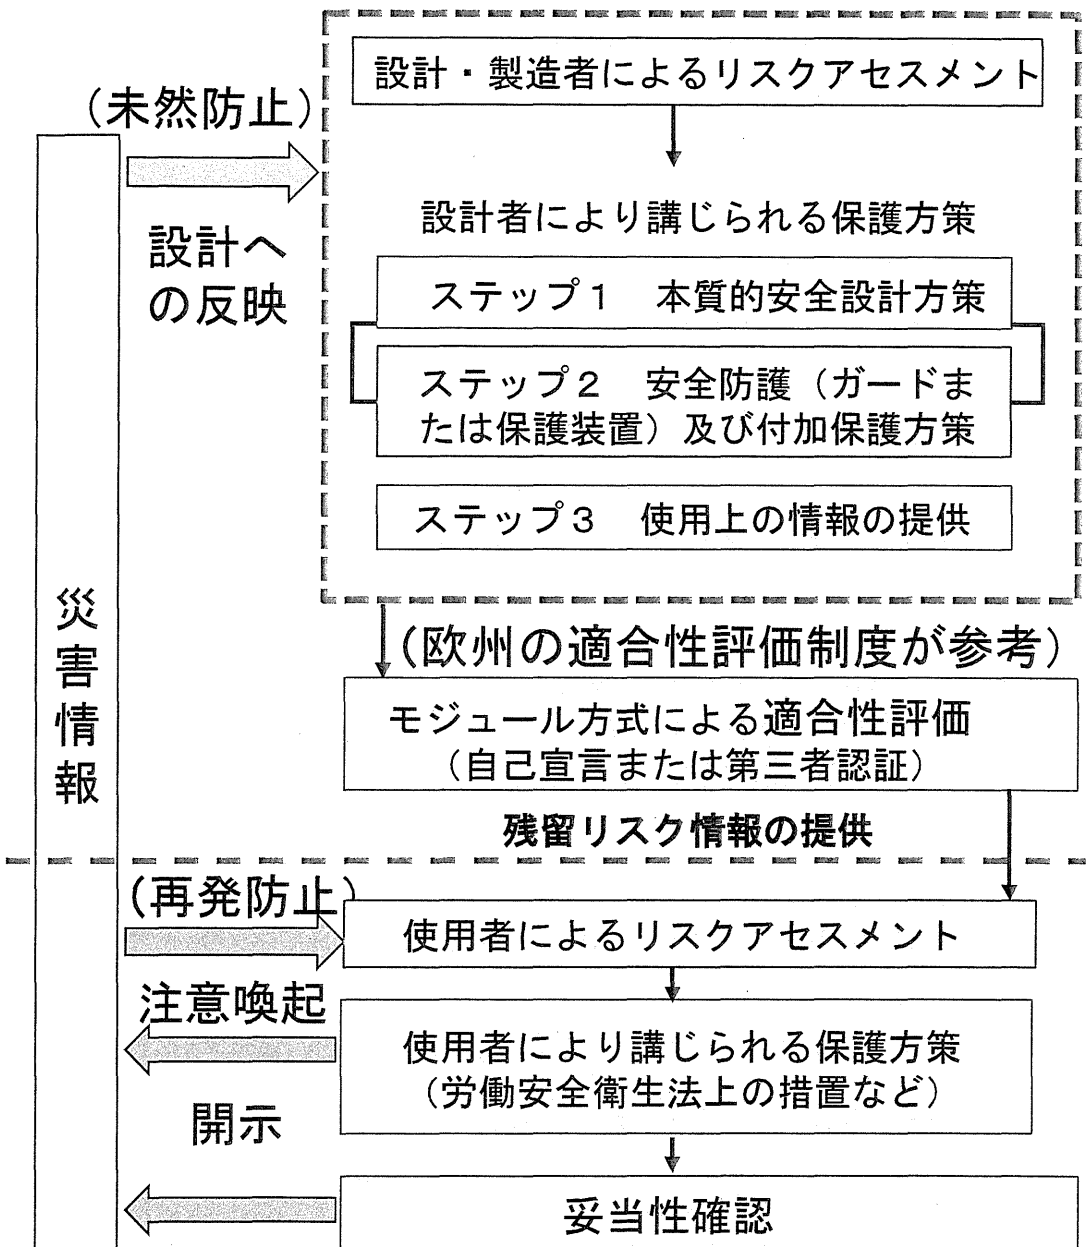 設計・製造者によるリスクアセスメント
(未然防止)
設計へ
の反映
設計者により講じられる保護方策
ステップ1 本質的安全設計方策
ステップ2 安全防護(ガードま
たは保護装置)及び付加保護方策
ステップ3 使用上の情報の提供
災害情報
(欧州の適合性評価制度が参考)
モジュール方式による適合性評価
(自己宣言または第三者認証)
残留リスク情報の提供
(再発防止)
使用者によるリスクアセスメント
注意喚起
使用者により講じられる保護方策
(労働安全衛生法上の措置など)
開示
妥当性確認